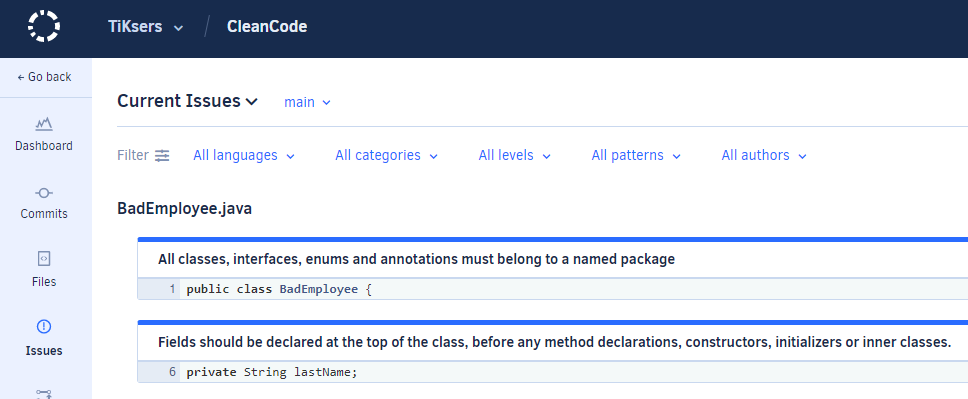 TiKsers / CleanCode
← Go back
Current Issues main
Dashboard
Filter All languages All categories All levels All patterns All authors
Commits
BadEmployee.java
All classes, interfaces, enums and annotations must belong to a named package
Files
1 public class BadEmployee {
Issues
Fields should be declared at the top of the class, before any method declarations, constructors, initializers or inner classes.
6 private String lastName;